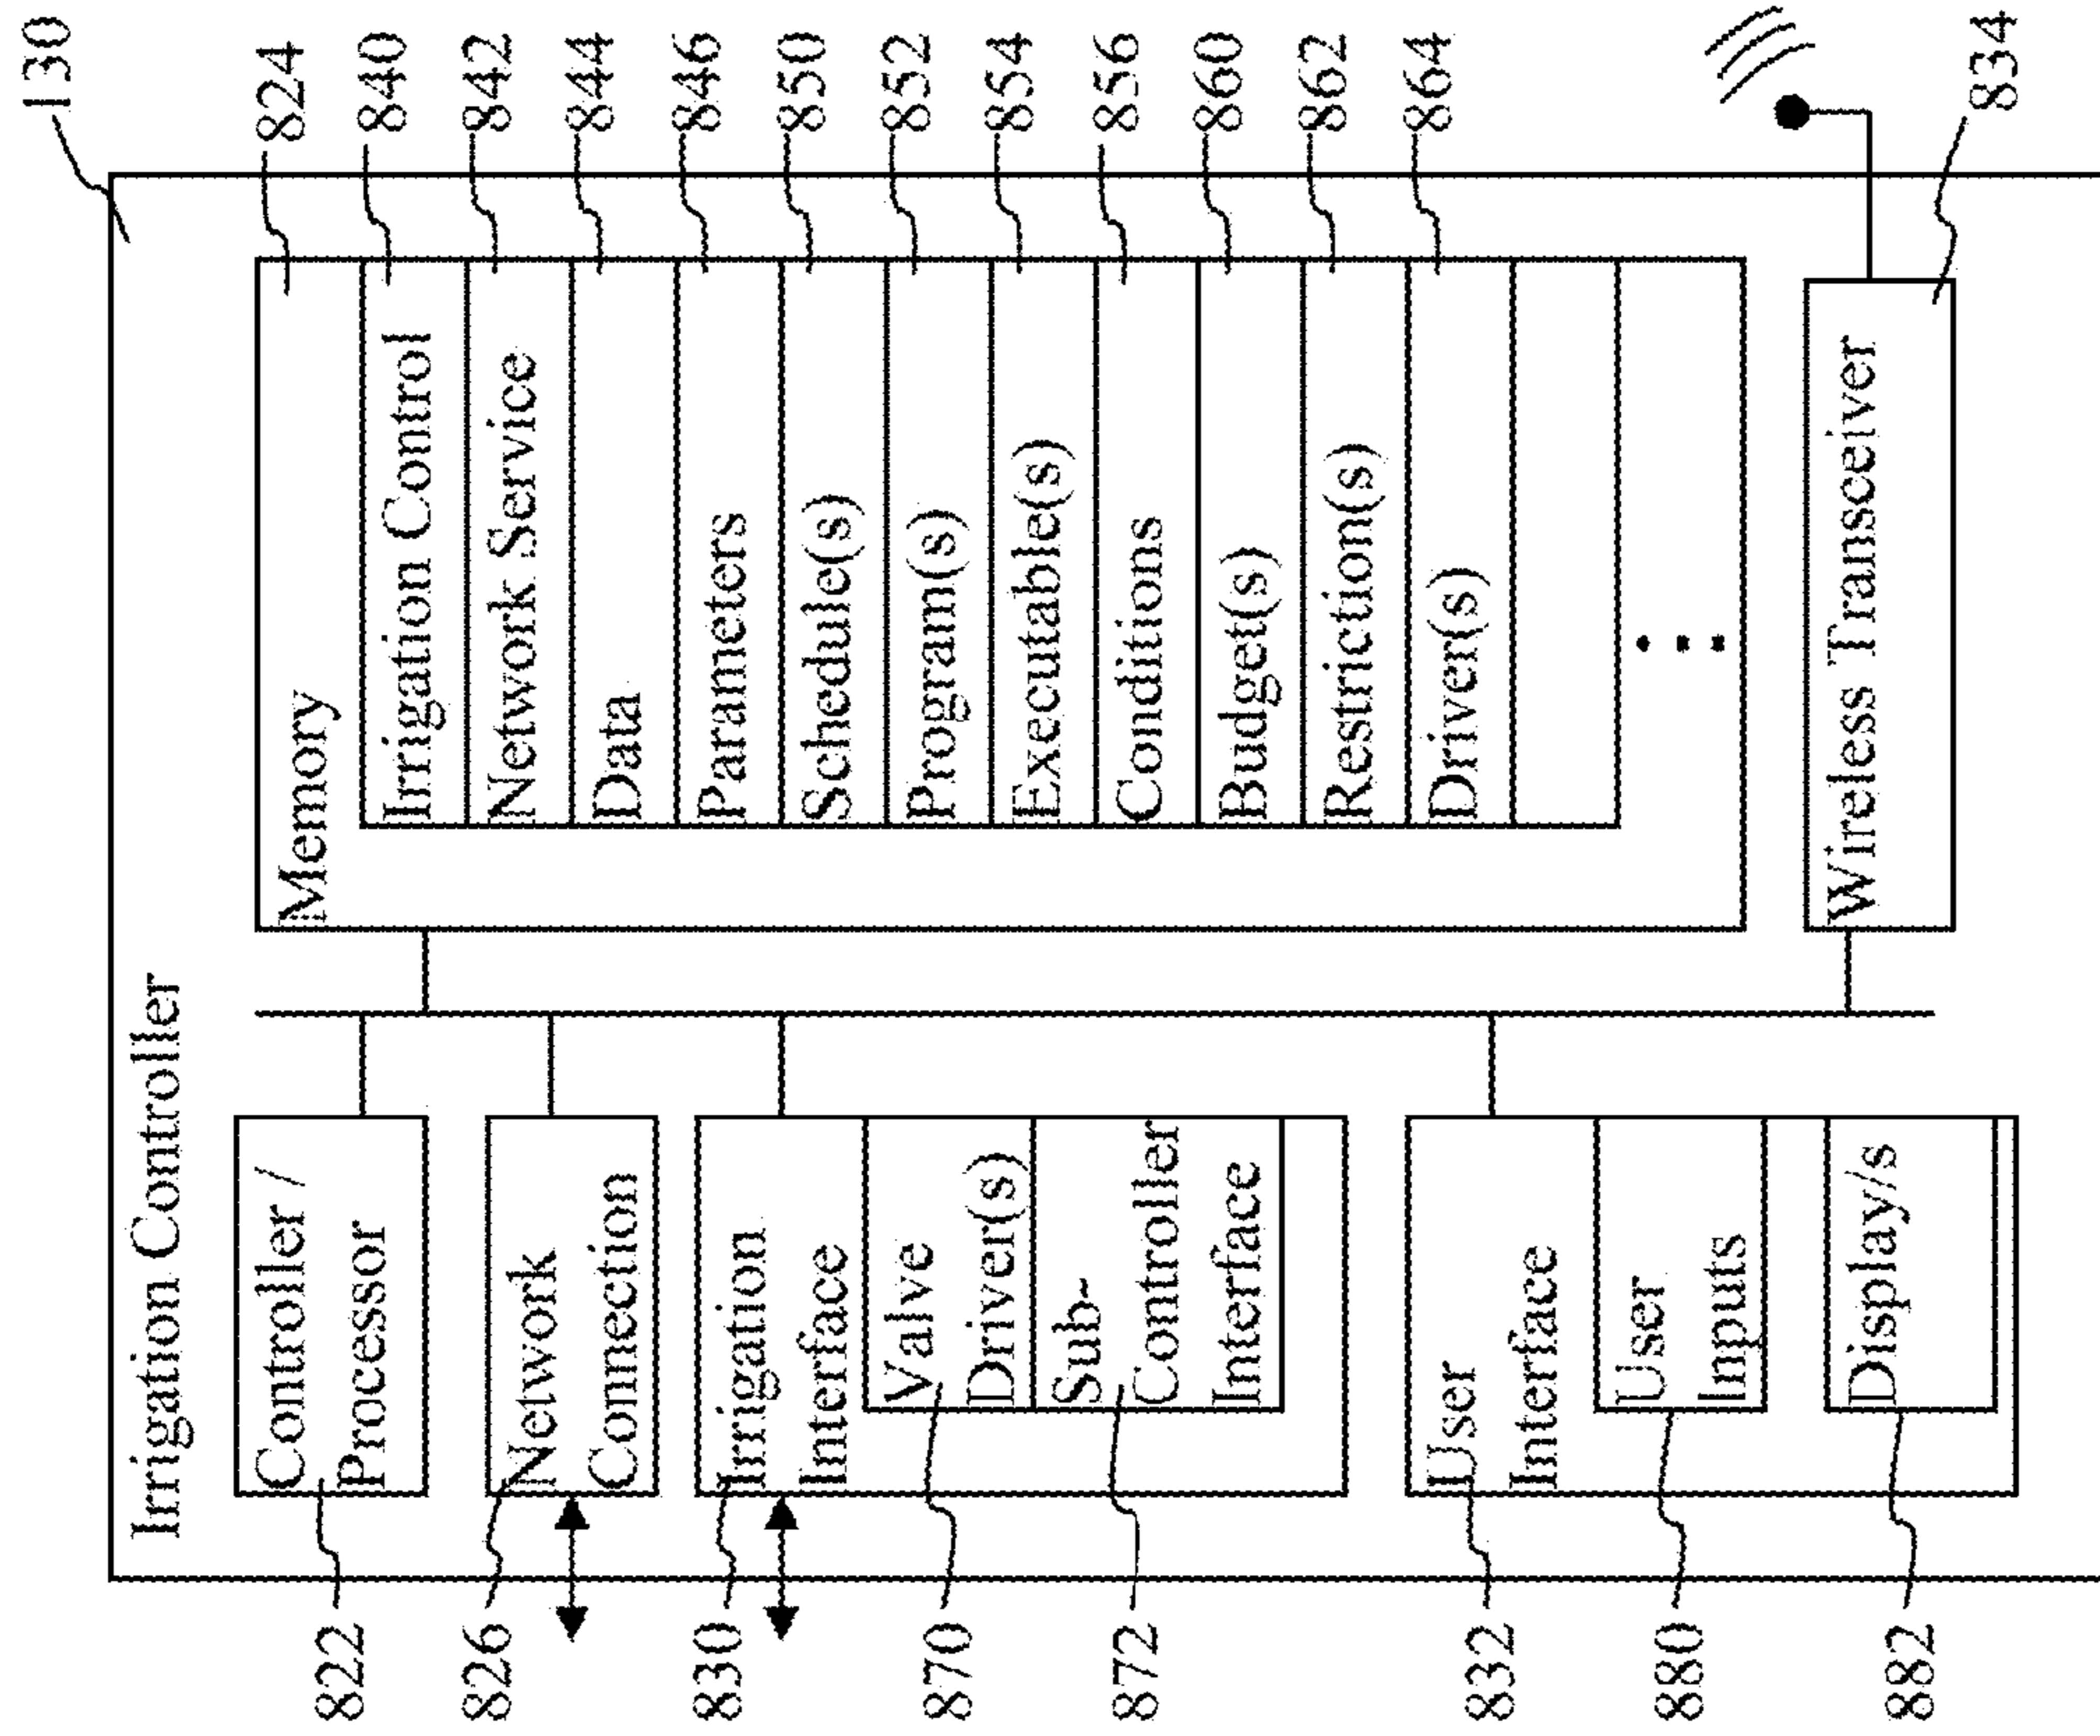 130
Irrigation Controller
822
Controller /
Processor
826
Network
Connection
830
Irrigation
Interface
870
Valve
Driver(s)
872
Sub-
Controller
Interface
832
User
Interface
880
User
Inputs
882
Display/s
Memory
824
Irrigation Control
840
Network Service
842
Data
844
Parameters
846
Schedule(s)
850
Program(s)
852
Executable(s)
854
Conditions
856
Budget(s)
860
Restriction(s)
862
Driver(s)
864
Wireless Transceiver
834